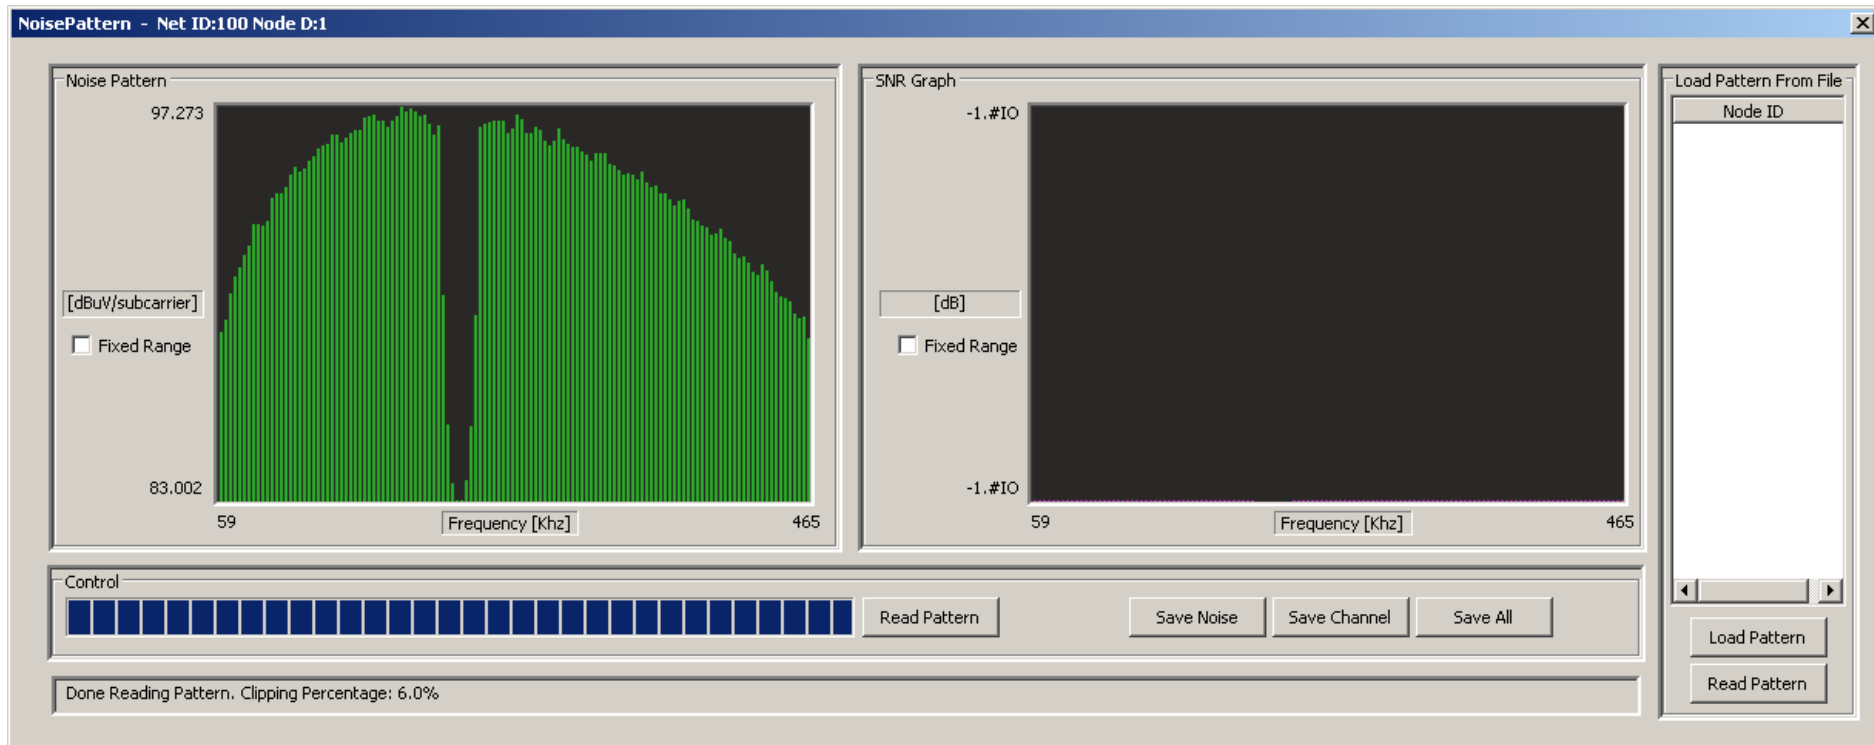 NoisePattern - Net ID:100 Node D:1
Noise Pattern
97.273
[dBuV/subcarrier]
Fixed Range
83.002
59
Frequency [Khz]
465
SNR Graph
-1.#IO
[dB]
Fixed Range
-1.#IO
59
Frequency [Khz]
465
Load Pattern From File
Node ID
Load Pattern
Read Pattern
Control
Read Pattern
Save Noise
Save Channel
Save All
Done Reading Pattern. Clipping Percentage: 6.0%